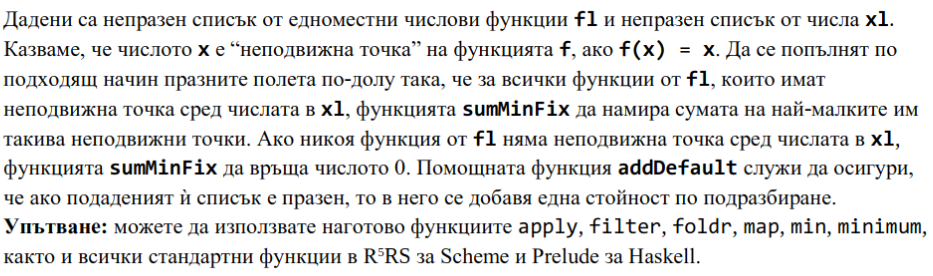 Дадени са непразен списък от едноместни числови функции fl и непразен списък от числа xl.
Казваме, че числото x е “неподвижна точка” на функцията f, ако f(x) = x. Да се попълнят по
подходящ начин празните полета по-долу така, че за всички функции от fl, които имат
неподвижна точка сред числата в xl, функцията sumMinFix да намира сумата на най-малките им
такива неподвижни точки. Ако никоя функция от fl няма неподвижна точка сред числата в xl,
функцията sumMinFix да връща числото 0. Помощната функция addDefault служи да осигури,
че ако подаденият ѝ списък е празен, то в него се добавя една стойност по подразбиране.
Упътване: можете да използвате наготово функциите apply, filter, foldr, map, min, minimum,
както и всички стандартни функции в R⁵RS за Scheme и Prelude за Haskell.